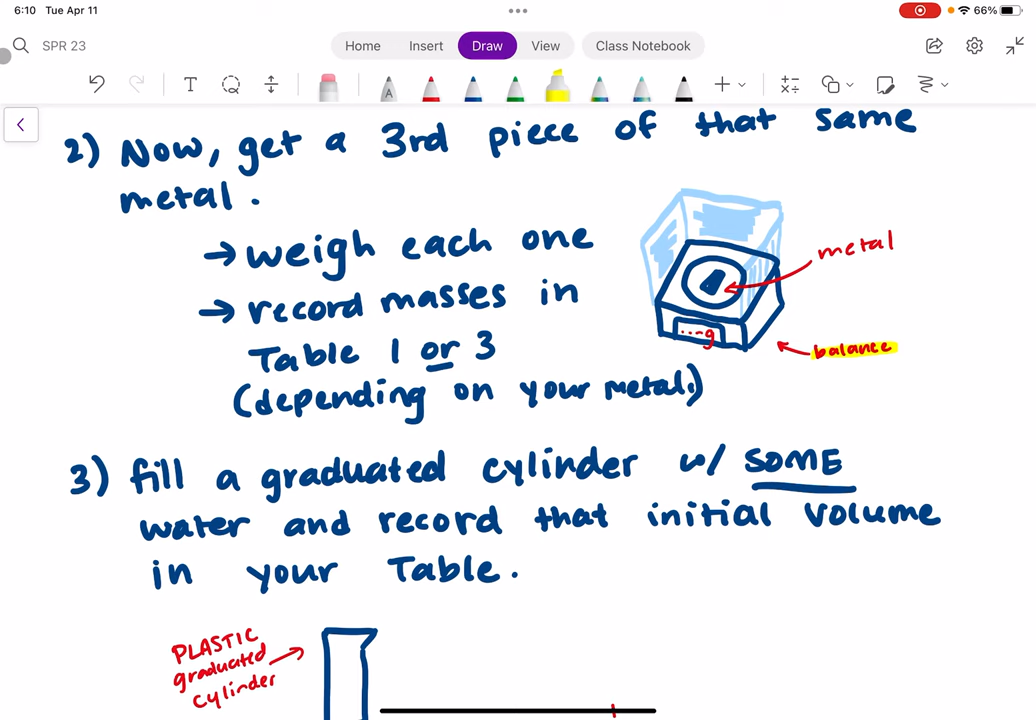 6:10 Tue Apr 11
66%
SPR 23
Home Insert Draw View Class Notebook
T
A
2) Now, get a 3rd piece of that same
metal.
→ weigh each one
→ record masses in
Table 1 or 3
(depending on your metal)
metal
...g
balance
3) fill a graduated cylinder w/ SOME
water and record that initial volume
in your Table.
PLASTIC
graduated
cylinder